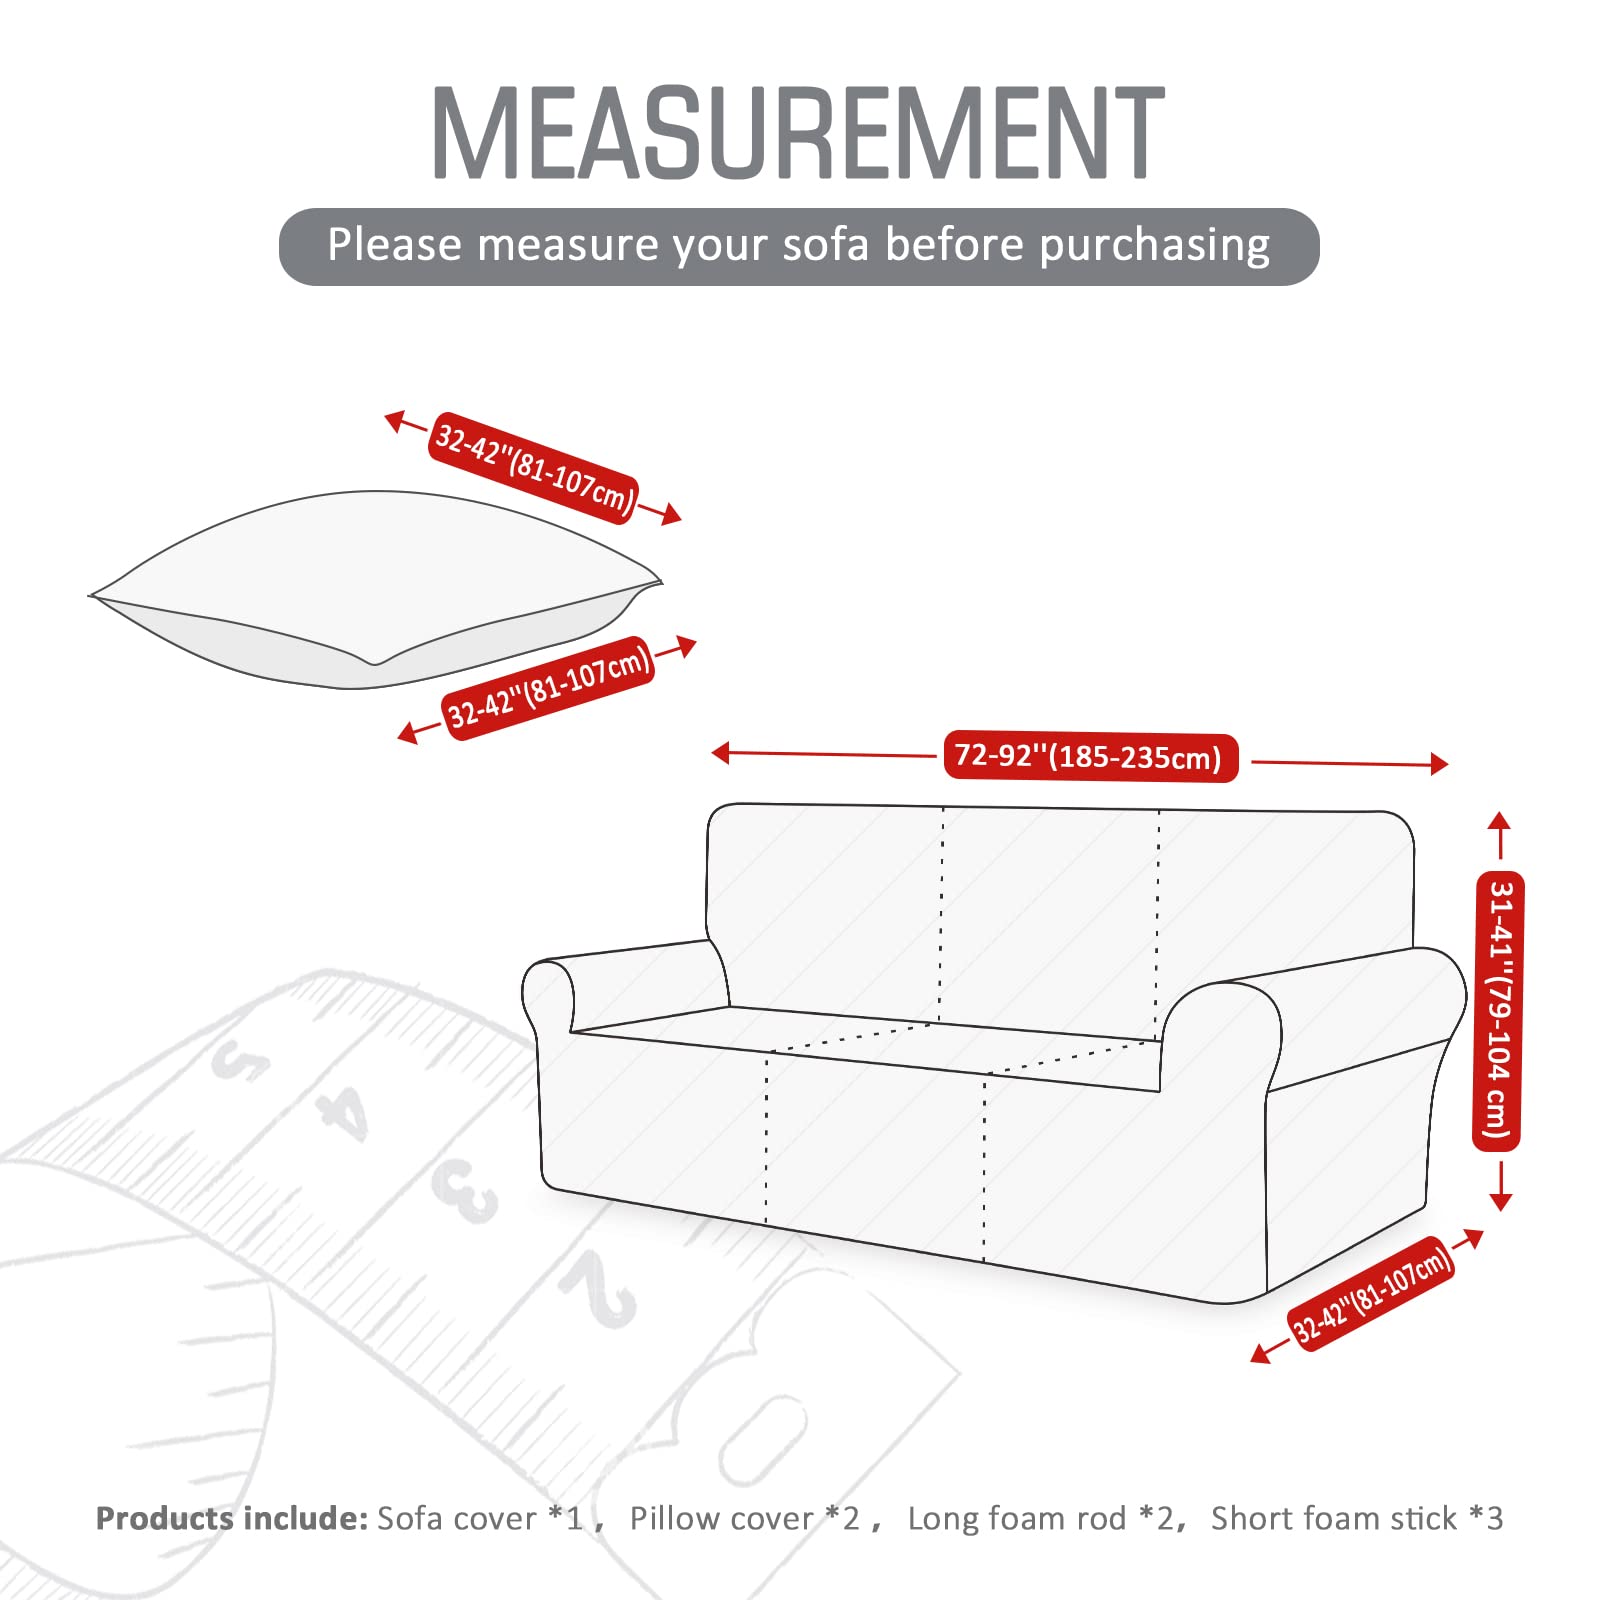 MEASUREMENT
Please measure your sofa before purchasing
32-42''(81-107cm)
32-42''(81-107cm)
72-92''(185-235cm)
31-41''(79-104 cm)
32-42''(81-107cm)
5
4
3
2
0
Products include: Sofa cover *1 , Pillow cover *2 , Long foam rod *2, Short foam stick *3